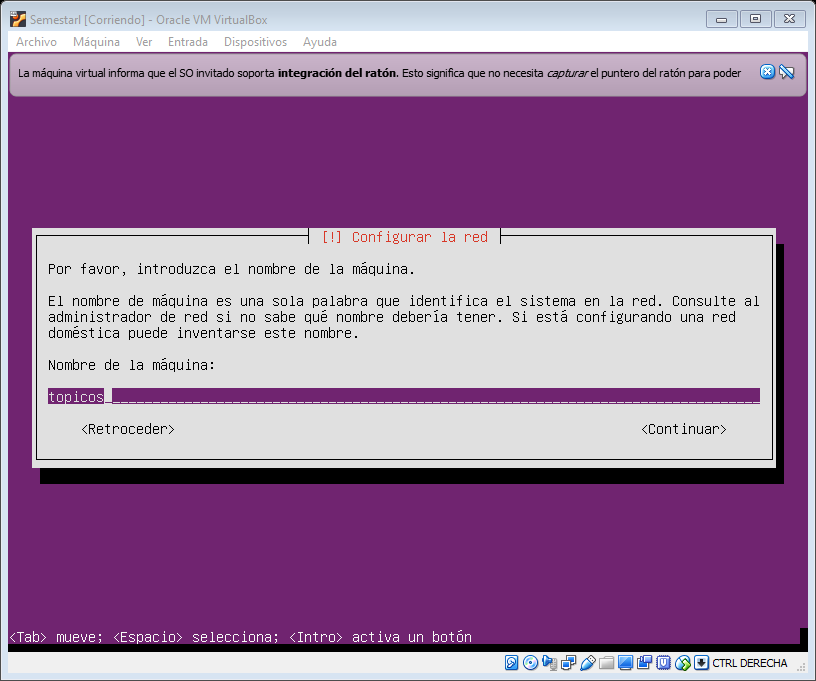 Semestarl [Corriendo] - Oracle VM VirtualBox
Archivo Máquina Ver Entrada Dispositivos Ayuda
La máquina virtual informa que el SO invitado soporta integración del ratón. Esto significa que no necesita capturar el puntero del ratón para poder
[!] Configurar la red
Por favor, introduzca el nombre de la máquina.
El nombre de máquina es una sola palabra que identifica el sistema en la red. Consulte al
administrador de red si no sabe qué nombre debería tener. Si está configurando una red
doméstica puede inventarse este nombre.
Nombre de la máquina:
topicos
<Retroceder> <Continuar>
<Tab> mueve; <Espacio> selecciona; <Intro> activa un botón
CTRL DERECHA